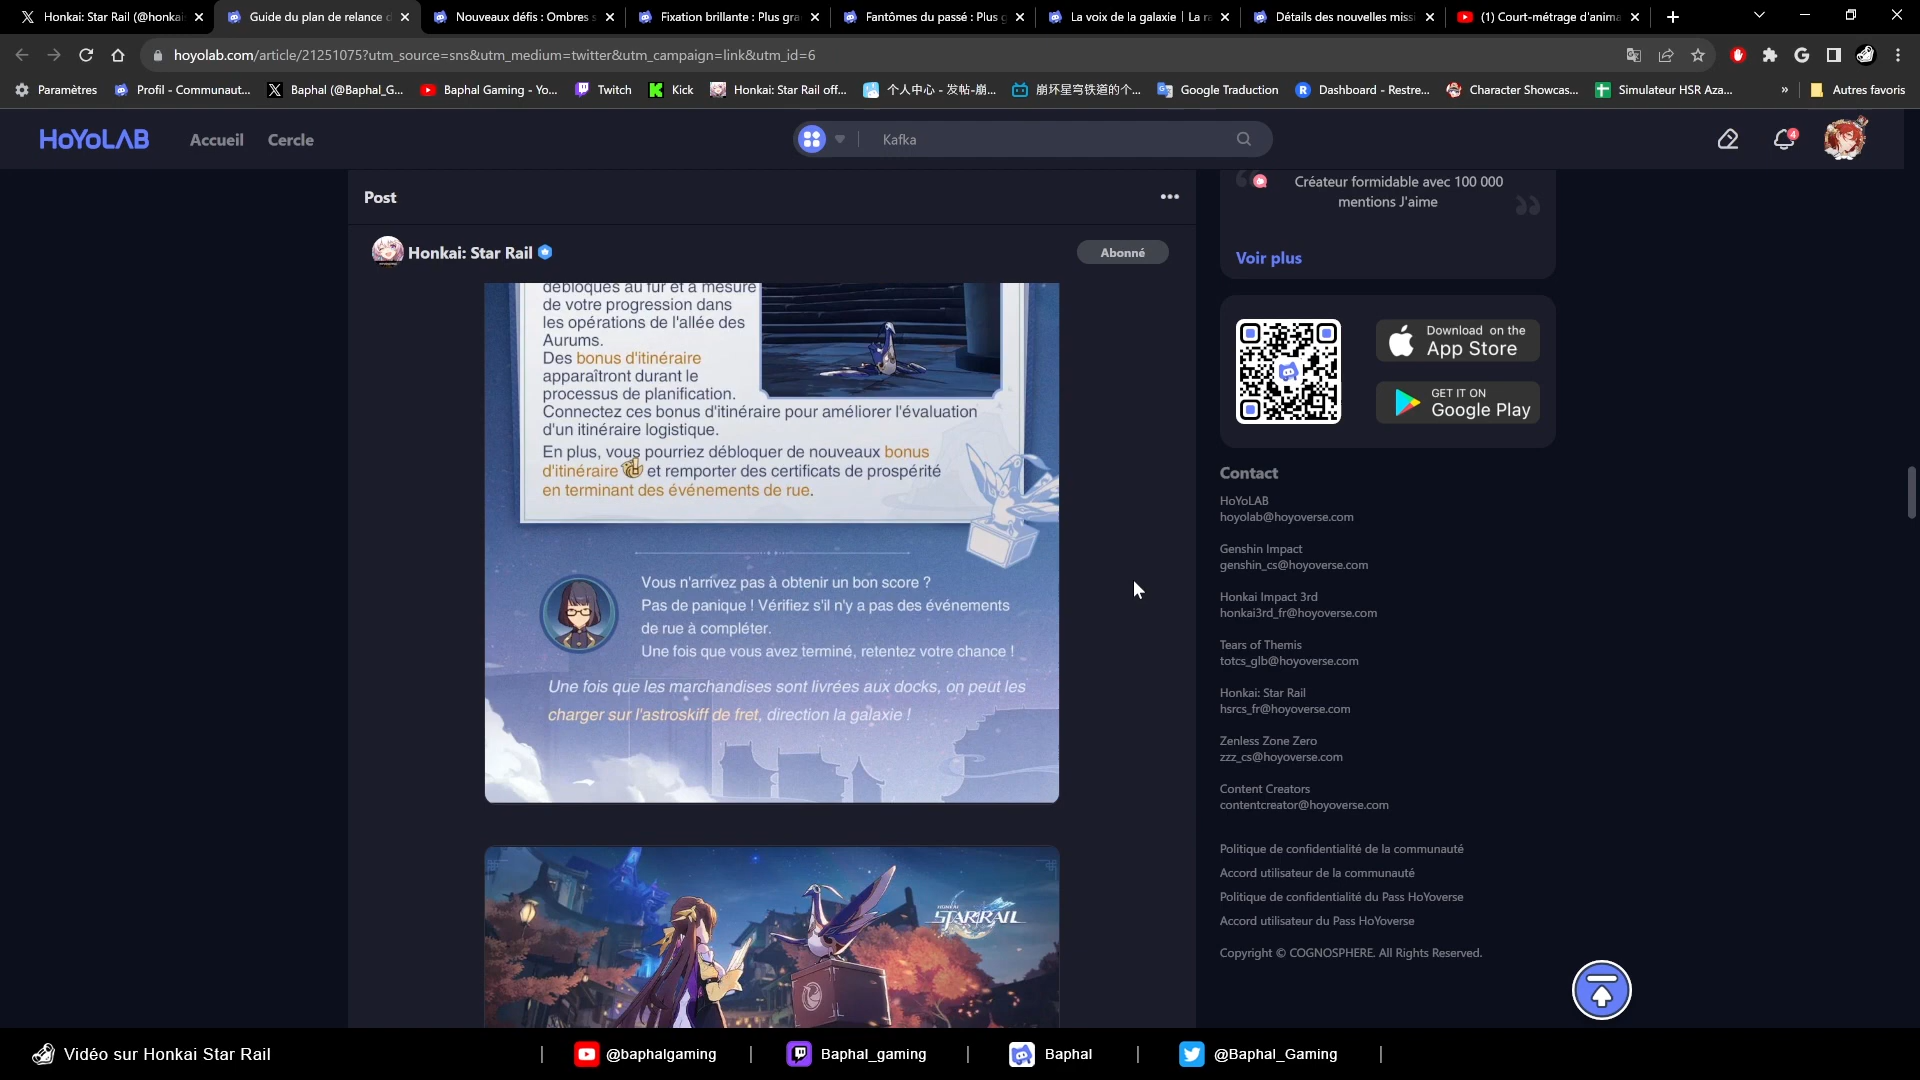 Honkai: Star Rail (@honkai
Guide du plan de relance d
Nouveaux défis : Ombres s
Fixation brillante : Plus gra
Fantômes du passé : Plus g
La voix de la galaxie | La ra
Détails des nouvelles missi
(1) Court-métrage d'anima
hoyolab.com/article/21251075?utm_source=sns&utm_medium=twitter&utm_campaign=link&utm_id=6
Paramètres
Profil - Communaut...
Baphal (@Baphal_G...
Baphal Gaming - Yo...
Twitch
Kick
Honkai: Star Rail off...
个人中心 - 发帖-崩...
崩坏星穹铁道的个...
Google Traduction
Dashboard - Restre...
Character Showcas...
Simulateur HSR Aza...
»
Autres favoris
HoYoLAB
Accueil
Cercle
Kafka
4
Post
Honkai: Star Rail
Abonné
débloqués au fur et à mesure
de votre progression dans
les opérations de l'allée des
Aurums.
Des bonus d'itinéraire
apparaîtront durant le
processus de planification.
Connectez ces bonus d'itinéraire pour améliorer l'évaluation
d'un itinéraire logistique.
En plus, vous pourriez débloquer de nouveaux bonus
d'itinéraire et remporter des certificats de prospérité
en terminant des événements de rue.
Vous n'arrivez pas à obtenir un bon score ?
Pas de panique ! Vérifiez s'il n'y a pas des événements
de rue à compléter.
Une fois que vous avez terminé, retentez votre chance !
Une fois que les marchandises sont livrées aux docks, on peut les
charger sur l'astroskiff de fret, direction la galaxie !
HONKAI
STAR RAIL
Créateur formidable avec 100 000
mentions J'aime
Voir plus
Download on the
App Store
GET IT ON
Google Play
Contact
HoYoLAB
hoyolab@hoyoverse.com
Genshin Impact
genshin_cs@hoyoverse.com
Honkai Impact 3rd
honkai3rd_fr@hoyoverse.com
Tears of Themis
totcs_glb@hoyoverse.com
Honkai: Star Rail
hsrcs_fr@hoyoverse.com
Zenless Zone Zero
zzz_cs@hoyoverse.com
Content Creators
contentcreator@hoyoverse.com
Politique de confidentialité de la communauté
Accord utilisateur de la communauté
Politique de confidentialité du Pass HoYoverse
Accord utilisateur du Pass HoYoverse
Copyright © COGNOSPHERE. All Rights Reserved.
Vidéo sur Honkai Star Rail
@baphalgaming
Baphal_gaming
Baphal
@Baphal_Gaming